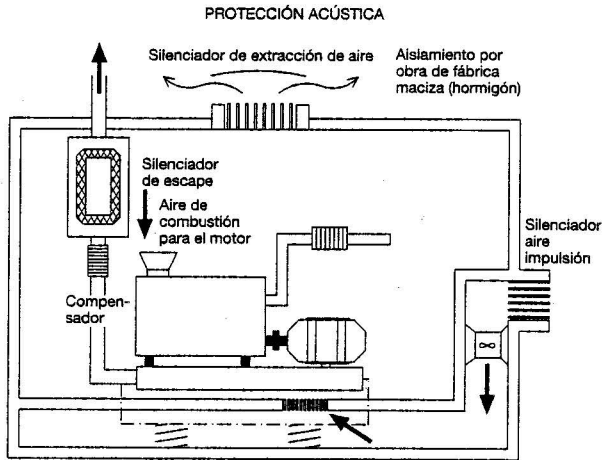 PROTECCIÓN ACÚSTICA
Silenciador de extracción de aire
Aislamiento por
obra de fábrica
maciza (hormigón)
Silenciador
de escape
Aire de
combustión
para el motor
Silenciador
aire
impulsión
Compen-
sador